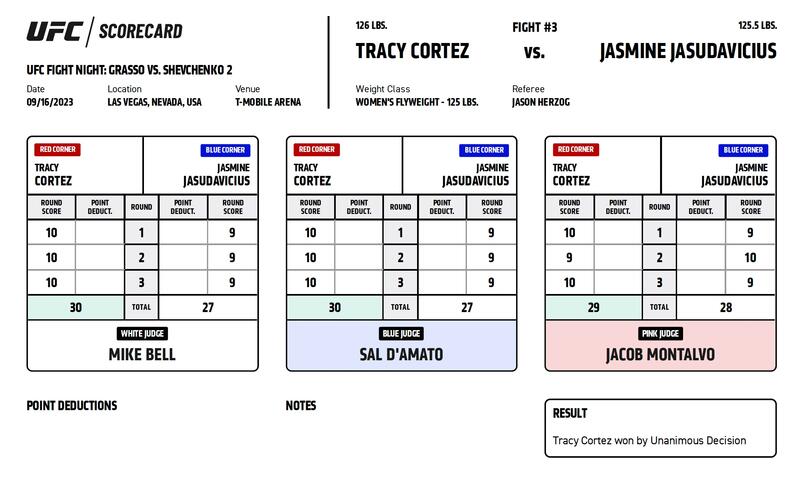 UFC / SCORECARD
UFC FIGHT NIGHT: GRASSO VS. SHEVCHENKO 2
Date Location Venue
09/16/2023 LAS VEGAS, NEVADA, USA T-MOBILE ARENA
126 LBS. FIGHT #3 125.5 LBS.
TRACY CORTEZ vs. JASMINE JASUDAVICIUS
Weight Class Referee
WOMEN'S FLYWEIGHT - 125 LBS. JASON HERZOG
RED CORNER BLUE CORNER
TRACY JASMINE
CORTEZ JASUDAVICIUS
ROUND POINT ROUND POINT ROUND
SCORE DEDUCT. DEDUCT. SCORE
10 1 9
10 2 9
10 3 9
30 TOTAL 27
WHITE JUDGE
MIKE BELL
RED CORNER BLUE CORNER
TRACY JASMINE
CORTEZ JASUDAVICIUS
ROUND POINT ROUND POINT ROUND
SCORE DEDUCT. DEDUCT. SCORE
10 1 9
10 2 9
10 3 9
30 TOTAL 27
BLUE JUDGE
SAL D'AMATO
RED CORNER BLUE CORNER
TRACY JASMINE
CORTEZ JASUDAVICIUS
ROUND POINT ROUND POINT ROUND
SCORE DEDUCT. DEDUCT. SCORE
10 1 9
9 2 10
10 3 9
29 TOTAL 28
PINK JUDGE
JACOB MONTALVO
POINT DEDUCTIONS
NOTES
RESULT
Tracy Cortez won by Unanimous Decision